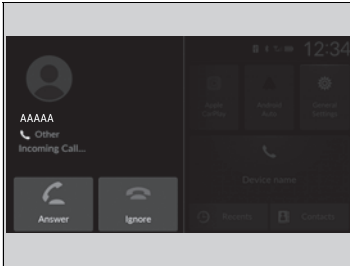 12:34
AAAAA
Other
Incoming Call...
Answer
Ignore
Apple
CarPlay
Android
Auto
General
Settings
Device name
Recents
Contacts